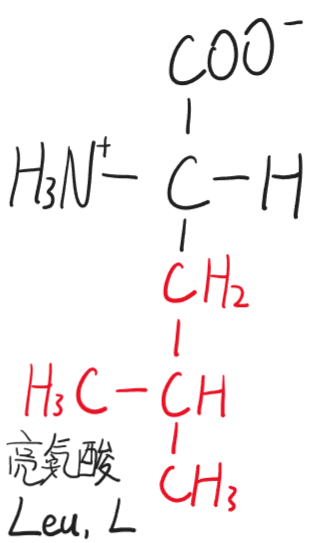 COO⁻
H₃N⁺—C—H
CH₂
H₃C—CH
CH₃
亮氨酸
Leu, L